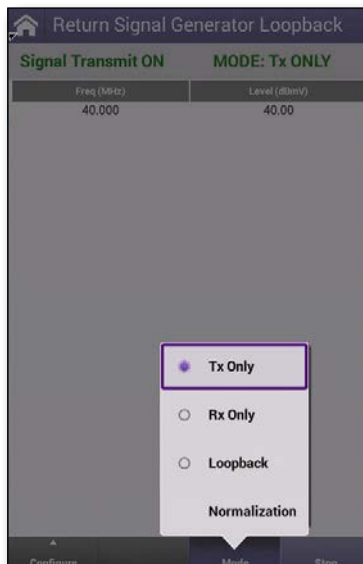 Return Signal Generator Loopback
Signal Transmit ON MODE: Tx ONLY
Freq (MHz) Level (dBmV)
40.000 40.00
Tx Only
Rx Only
Loopback
Normalization
Configure Mode Stop